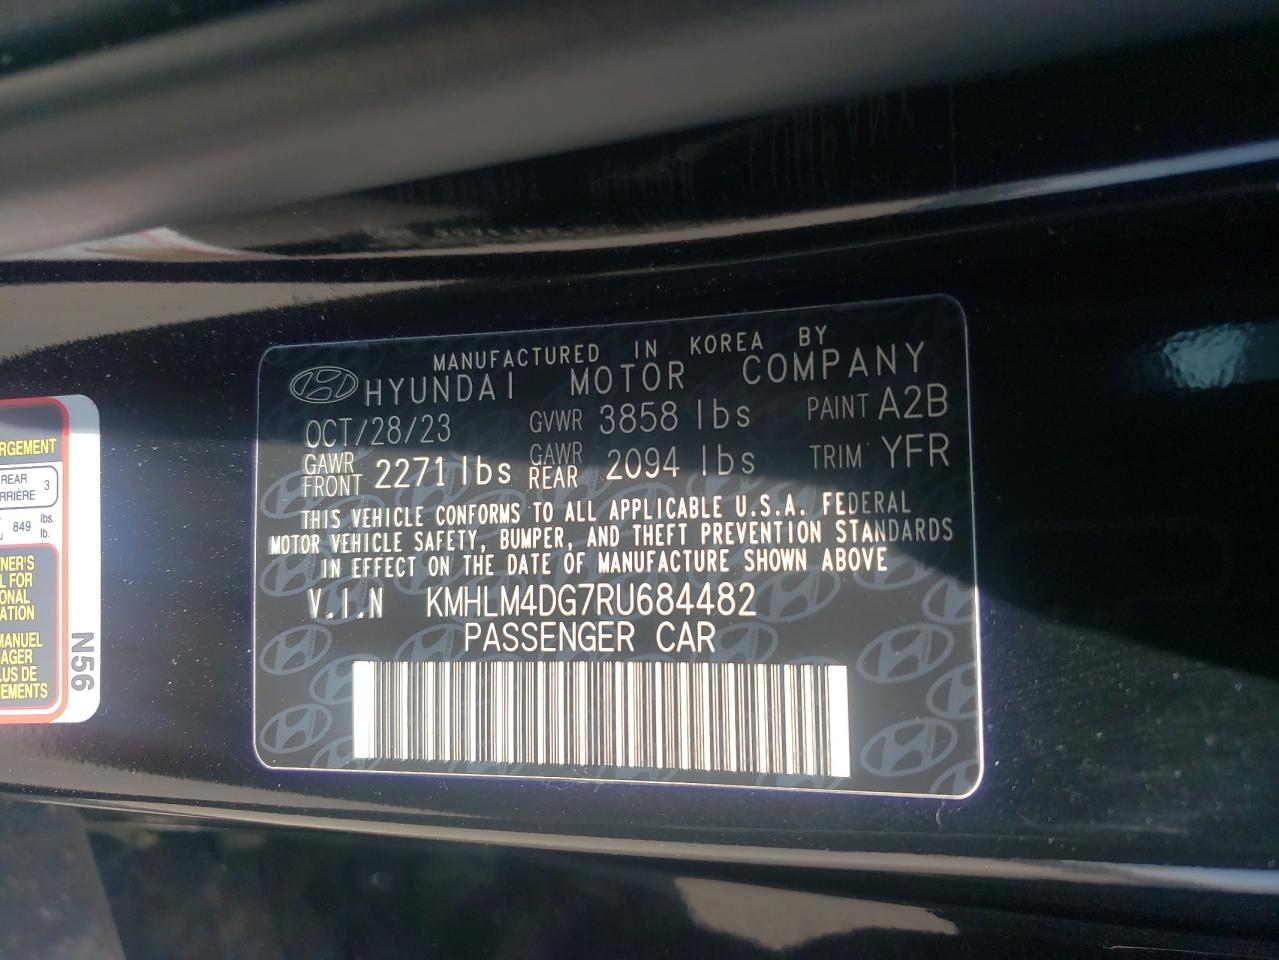 MANUFACTURED IN KOREA BY
HYUNDAI MOTOR COMPANY
OCT/28/23 GVWR 3858 lbs PAINT A2B
GAWR FRONT 2271 lbs GAWR REAR 2094 lbs TRIM YFR
THIS VEHICLE CONFORMS TO ALL APPLICABLE U.S.A. FEDERAL
MOTOR VEHICLE SAFETY, BUMPER, AND THEFT PREVENTION STANDARDS
IN EFFECT ON THE DATE OF MANUFACTURE SHOWN ABOVE
V.I.N KMHLM4DG7RU684482
PASSENGER CAR
RGEMENT
REAR 3
RRIÈRE
849 lbs.
lb.
NER'S
L FOR
ONAL
ATION
MANUEL
AGER
LUS DE
NEMENTS
N56